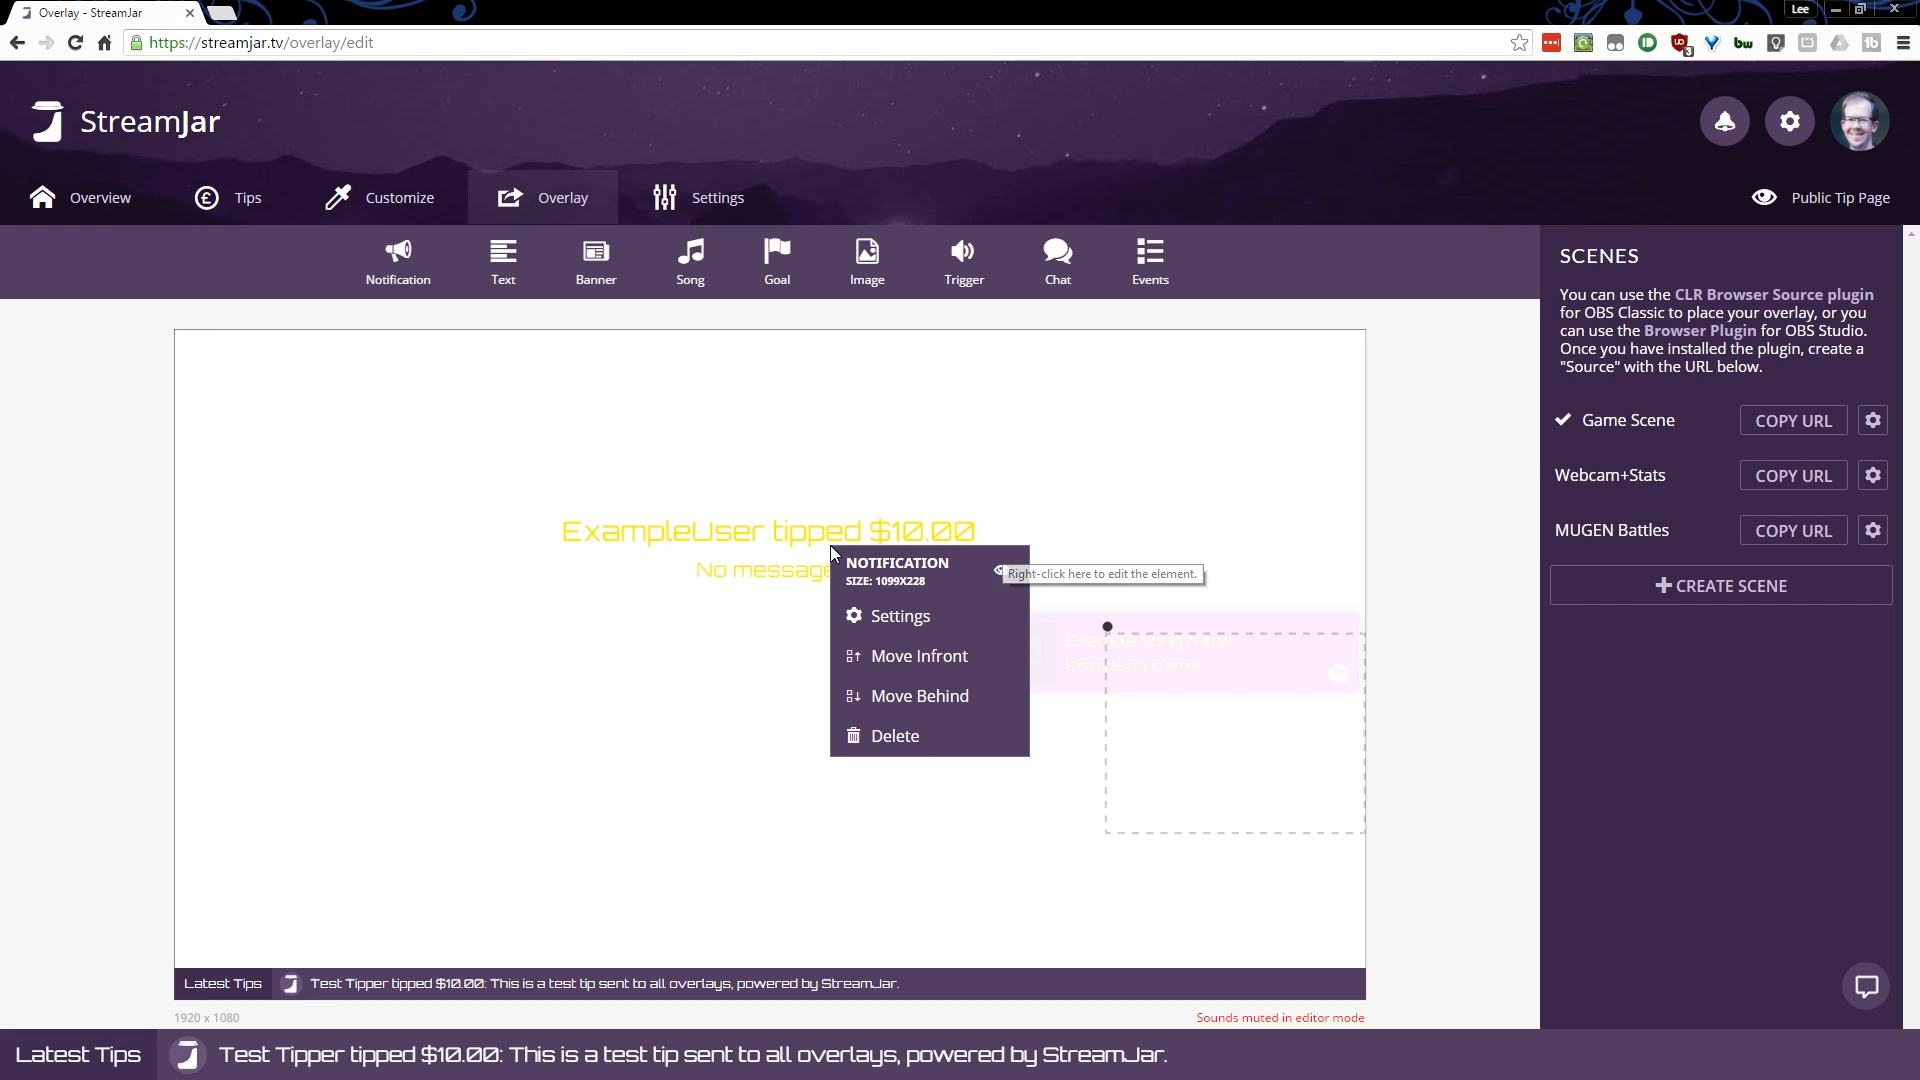 Overlay - StreamJar
Lee
https://streamjar.tv/overlay/edit
StreamJar
Overview
Tips
Customize
Overlay
Settings
Public Tip Page
Notification
Text
Banner
Song
Goal
Image
Trigger
Chat
Events
SCENES
You can use the CLR Browser Source plugin
for OBS Classic to place your overlay, or you
can use the Browser Plugin for OBS Studio.
Once you have installed the plugin, create a
"Source" with the URL below.
Game Scene
COPY URL
Webcam+Stats
COPY URL
MUGEN Battles
COPY URL
CREATE SCENE
ExampleUser tipped $10.00
No message
NOTIFICATION
SIZE: 1099X228
Right-click here to edit the element.
Settings
Move Infront
Move Behind
Delete
Example song name
Example song artist
Latest Tips
Test Tipper tipped $10.00: This is a test tip sent to all overlays, powered by StreamJar.
1920 x 1080
Sounds muted in editor mode
Latest Tips
Test Tipper tipped $10.00: This is a test tip sent to all overlays, powered by StreamJar.